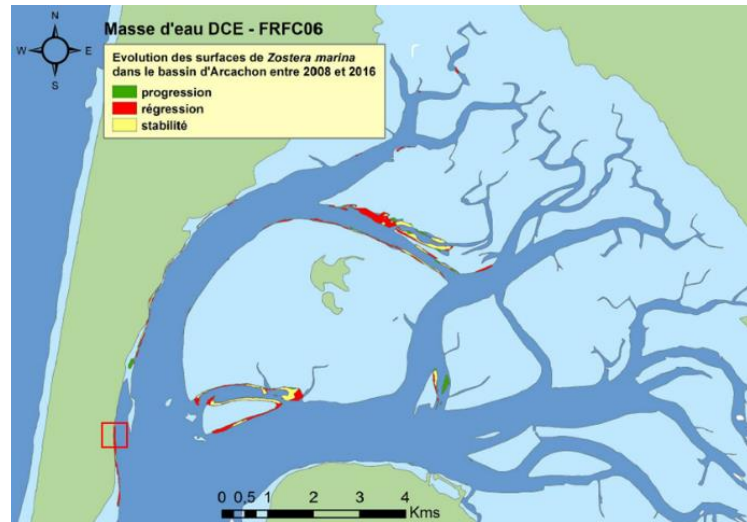 Masse d'eau DCE - FRFC06
N
W E
S
Evolution des surfaces de Zostera marina
dans le bassin d'Arcachon entre 2008 et 2016
progression
régression
stabilité
0 0,5 1 2 3 4
Kms